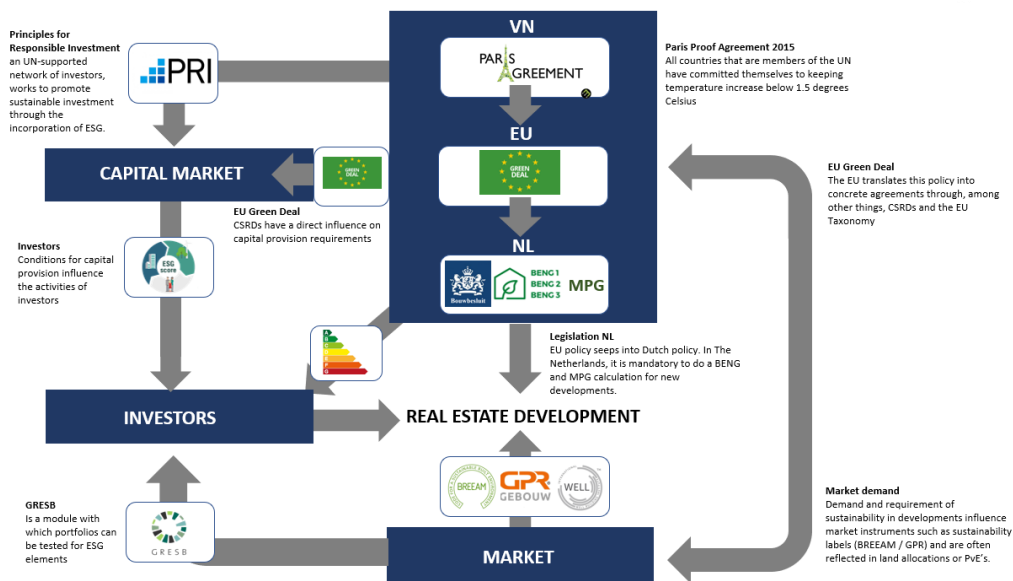 Principles for
Responsible Investment
an UN-supported
network of investors,
works to promote
sustainable investment
through the
incorporation of ESG.
PRI
VN
PARIS
AGREEMENT
Paris Proof Agreement 2015
All countries that are members of the UN
have committed themselves to keeping
temperature increase below 1.5 degrees
Celsius
EU
GREEN
DEAL
CAPITAL MARKET
GREEN
DEAL
EU Green Deal
CSRDs have a direct influence on
capital provision requirements
EU Green Deal
The EU translates this policy into
concrete agreements through, among
other things, CSRDs and the EU
Taxonomy
Investors
Conditions for capital
provision influence
the activities of
investors
ESG
score
NL
Bouwbesluit
BENG 1
BENG 2
BENG 3
MPG
A
B
C
D
E
F
G
Legislation NL
EU policy seeps into Dutch policy. In The
Netherlands, it is mandatory to do a BENG
and MPG calculation for new
developments.
INVESTORS
REAL ESTATE DEVELOPMENT
BREEAM
GPR
GEBOUW
WELL
GRESB
Is a module with
which portfolios can
be tested for ESG
elements
GRESB
MARKET
Market demand
Demand and requirement of
sustainability in developments influence
market instruments such as sustainability
labels (BREEAM / GPR) and are often
reflected in land allocations or PvE's.